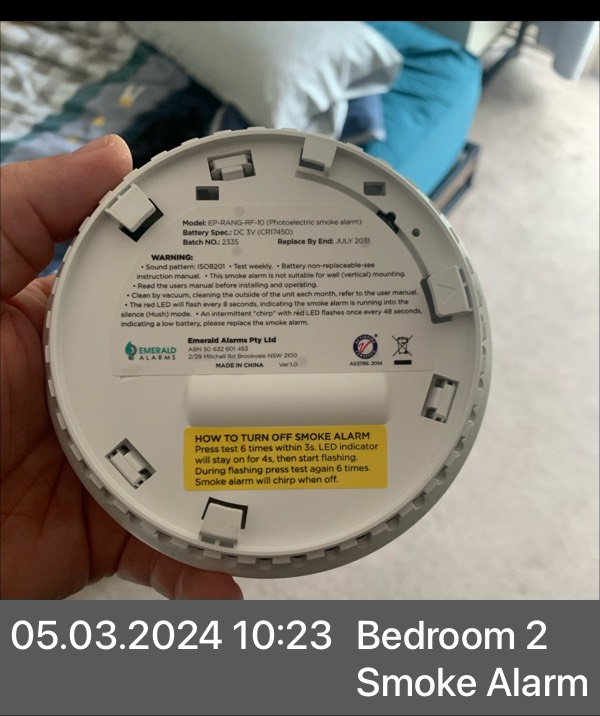 Model: EP-RANG-RF-10 (Photoelectric smoke alarm)
Battery Spec.: DC 3V (CR17450)
Batch NO.: 2335 Replace By End: JULY 2031
WARNING:
• Sound pattern: ISO8201 • Test weekly. • Battery non-replaceable-see
instruction manual. • This smoke alarm is not suitable for wall (vertical) mounting.
• Read the users manual before installing and operating.
• Clean by vacuum, cleaning the outside of the unit each month, refer to the user manual.
• The red LED will flash every 8 seconds, indicating the smoke alarm is running into the
silence (Hush) mode. • An intermittent "chirp" with red LED flashes once every 48 seconds,
indicating a low battery, please replace the smoke alarm.
EMERALD
ALARMS
Emerald Alarms Pty Ltd
ABN 50 632 601 453
2/29 Mitchell Rd Brookvale NSW 2100
MADE IN CHINA Ver:1.0
AS3786:2014
HOW TO TURN OFF SMOKE ALARM
Press test 6 times within 3s. LED indicator
will stay on for 4s, then start flashing.
During flashing press test again 6 times.
Smoke alarm will chirp when off.
05.03.2024 10:23 Bedroom 2
Smoke Alarm